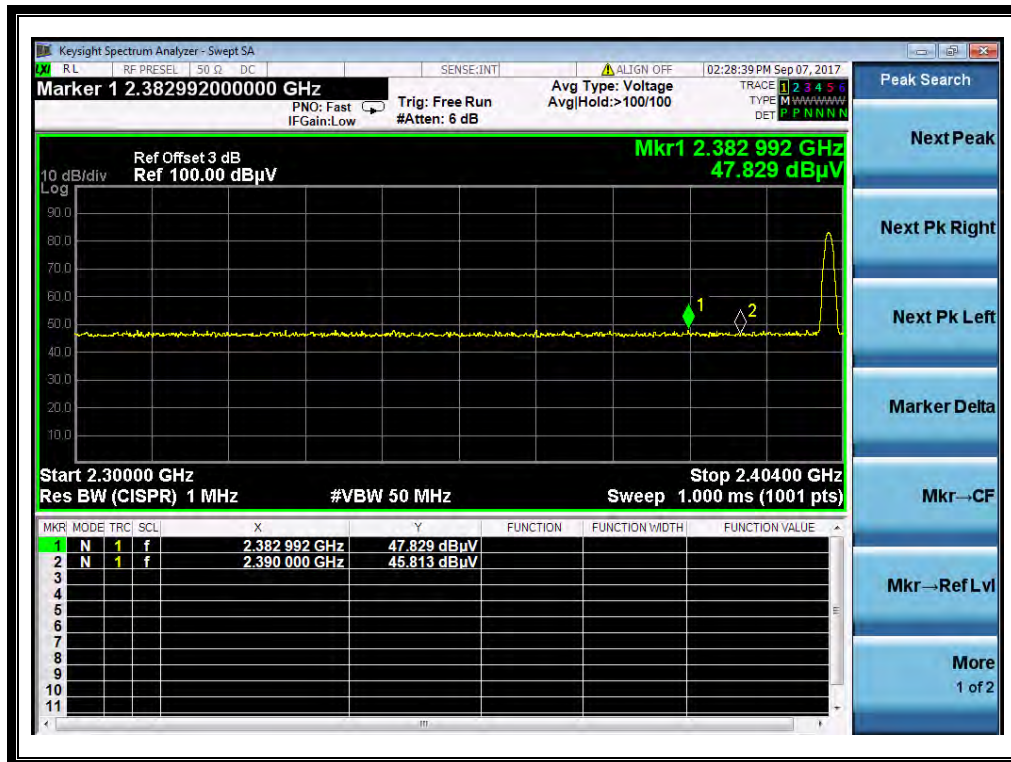 Keysight Spectrum Analyzer - Swept SA
LXI RL RF PRESEL 50 Ω DC SENSE:INT ALIGN OFF 02:28:39 PM Sep 07, 2017
Marker 1 2.382992000000 GHz
PNO: Fast
IFGain:Low
Trig: Free Run
#Atten: 6 dB
Avg Type: Voltage
Avg|Hold:>100/100
TRACE 1 2 3 4 5 6
TYPE M WWWWW
DET P P N N N N
Peak Search
Next Peak
Next Pk Right
Next Pk Left
Marker Delta
Mkr→CF
Mkr→Ref Lvl
More
1 of 2
Mkr1 2.382 992 GHz
47.829 dBµV
Ref Offset 3 dB
10 dB/div Ref 100.00 dBµV
Log
90.0
80.0
70.0
60.0
50.0
40.0
30.0
20.0
10.0
1
2
Start 2.30000 GHz Stop 2.40400 GHz
Res BW (CISPR) 1 MHz #VBW 50 MHz Sweep 1.000 ms (1001 pts)
MKR MODE TRC SCL X Y FUNCTION FUNCTION WIDTH FUNCTION VALUE
1 N 1 f 2.382 992 GHz 47.829 dBµV
2 N 1 f 2.390 000 GHz 45.813 dBµV
3
4
5
6
7
8
9
10
11